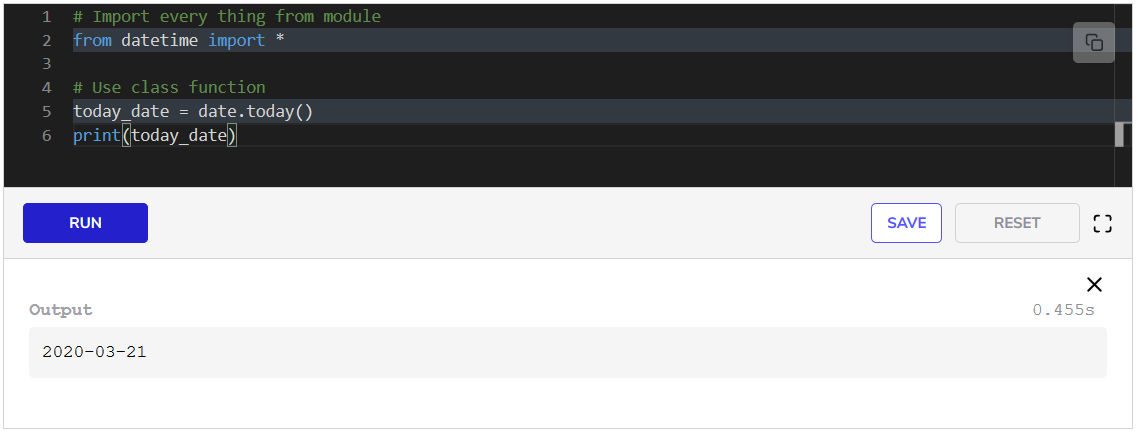 1 # Import every thing from module
2 from datetime import *
3
4 # Use class function
5 today_date = date.today()
6 print(today_date)
RUN SAVE RESET
Output 0.455s
2020-03-21